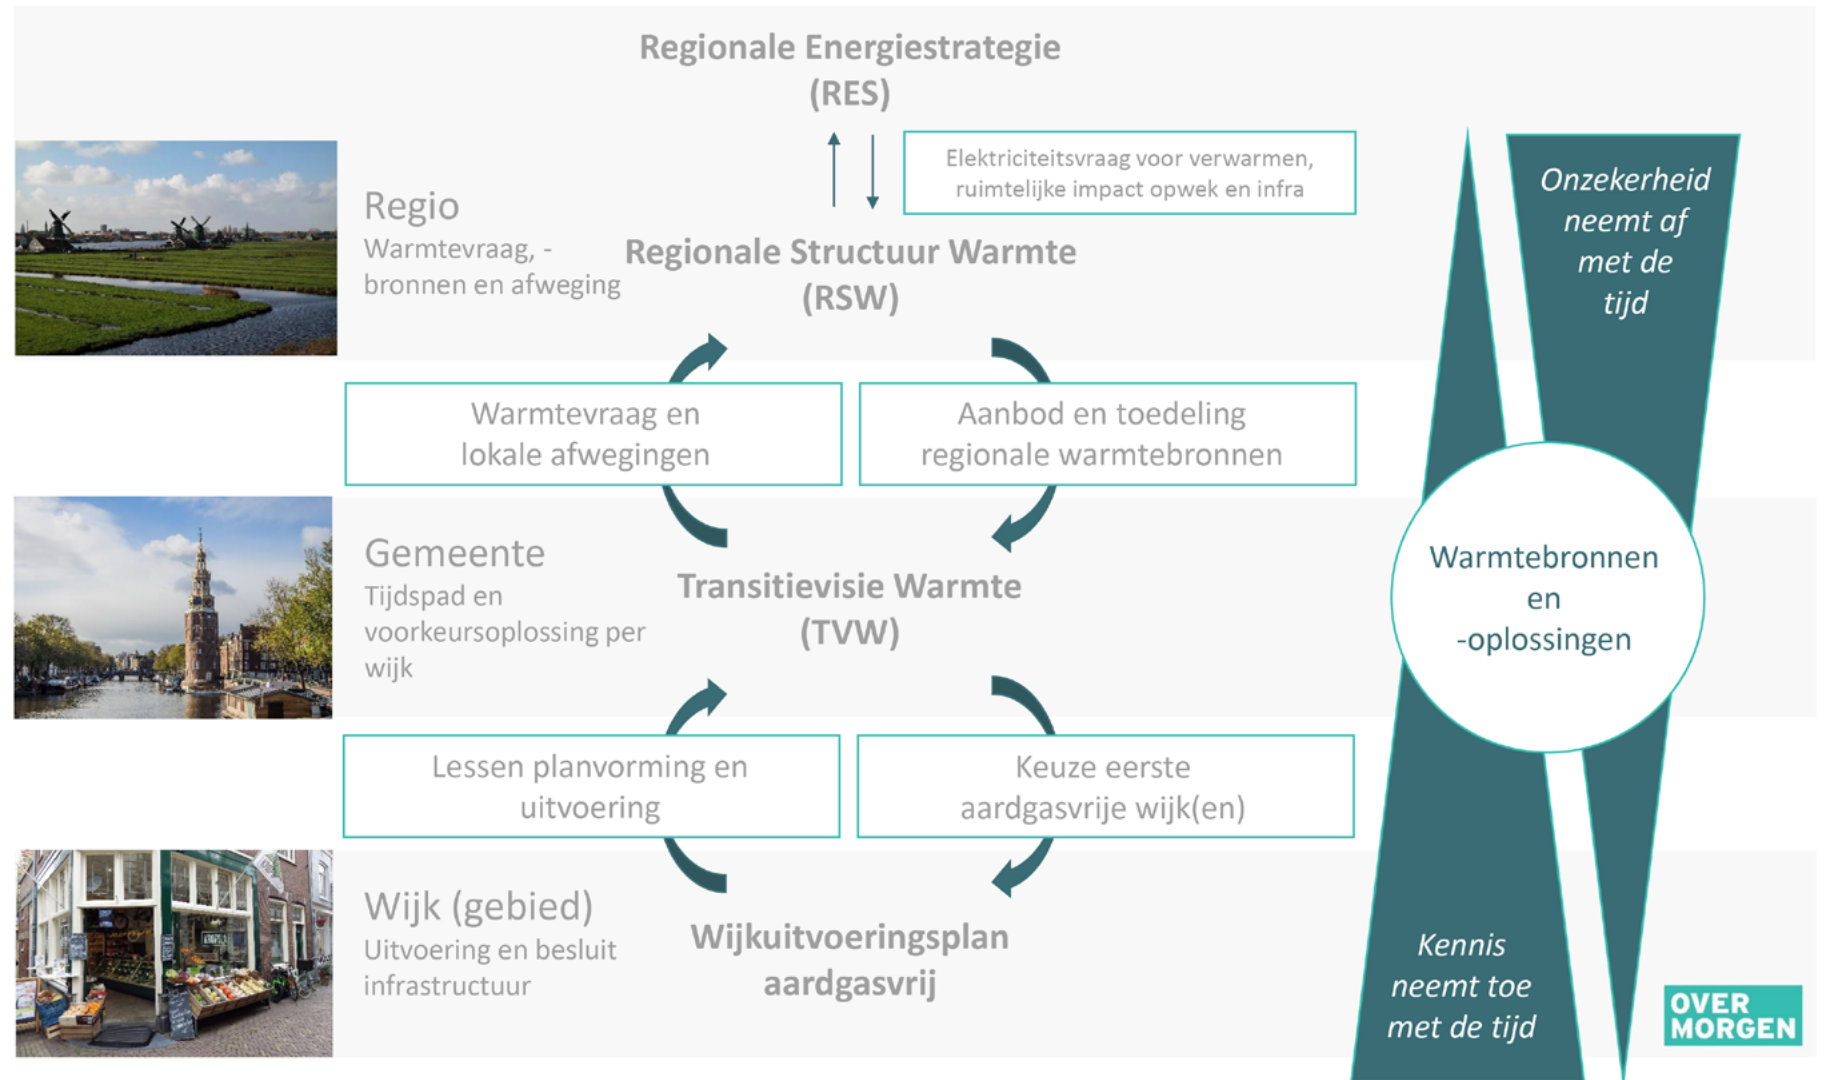 Regionale Energiestrategie
(RES)
Elektriciteitsvraag voor verwarmen,
ruimtelijke impact opwek en infra
Regio
Warmtevraag, -
bronnen en afweging
Regionale Structuur Warmte
(RSW)
Warmtevraag en
lokale afwegingen
Aanbod en toedeling
regionale warmtebronnen
Gemeente
Tijdspad en
voorkeursoplossing per
wijk
Transitievisie Warmte
(TVW)
Lessen planvorming en
uitvoering
Keuze eerste
aardgasvrije wijk(en)
Wijk (gebied)
Uitvoering en besluit
infrastructuur
Wijkuitvoeringsplan
aardgasvrij
Onzekerheid
neemt af
met de
tijd
Warmtebronnen
en
-oplossingen
Kennis
neemt toe
met de tijd
OVER
MORGEN